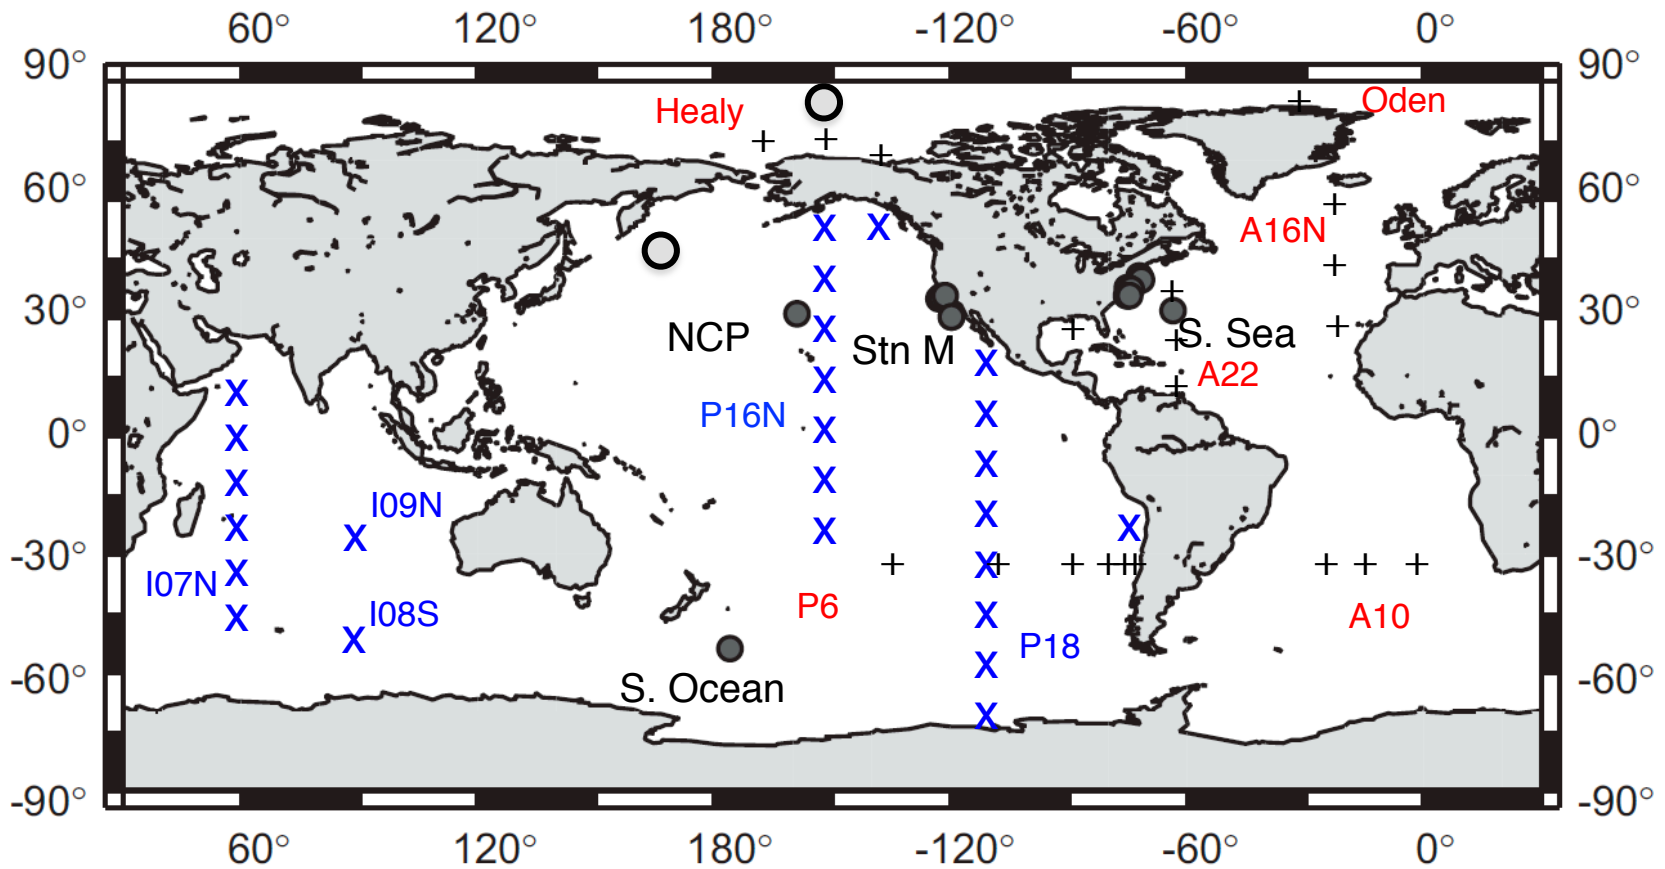 60° 120° 180° -120° -60° 0°
90° 90°
Healy Oden
60° 60°
A16N
30° 30°
NCP Stn M S. Sea
A22
P16N
0° 0°
I09N
-30° -30°
I07N I08S P6 A10
P18
-60° S. Ocean -60°
-90° -90°
60° 120° 180° -120° -60° 0°